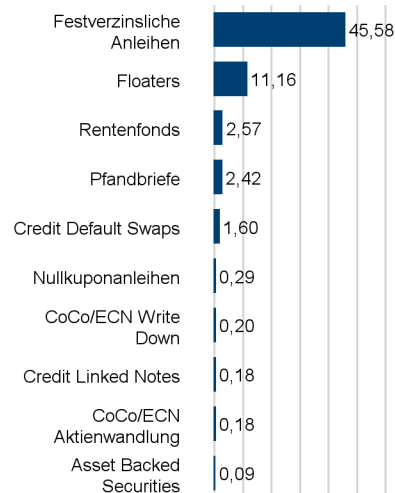 Festverzinsliche
Anleihen
45,58
Floaters
11,16
Rentenfonds
2,57
Pfandbriefe
2,42
Credit Default Swaps
1,60
Nullkuponanleihen
0,29
CoCo/ECN Write
Down
0,20
Credit Linked Notes
0,18
CoCo/ECN
Aktienwandlung
0,18
Asset Backed
Securities
0,09